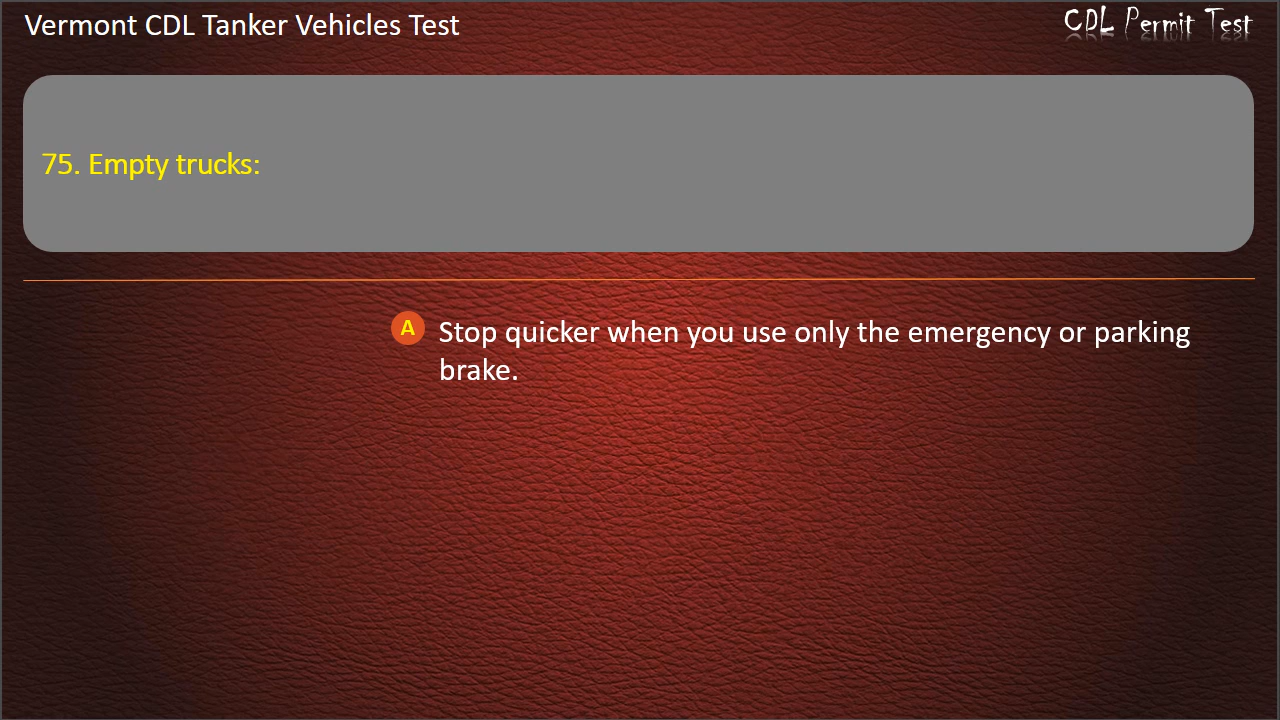 Vermont CDL Tanker Vehicles Test
CDL Permit Test
75. Empty trucks:
A Stop quicker when you use only the emergency or parking
brake.